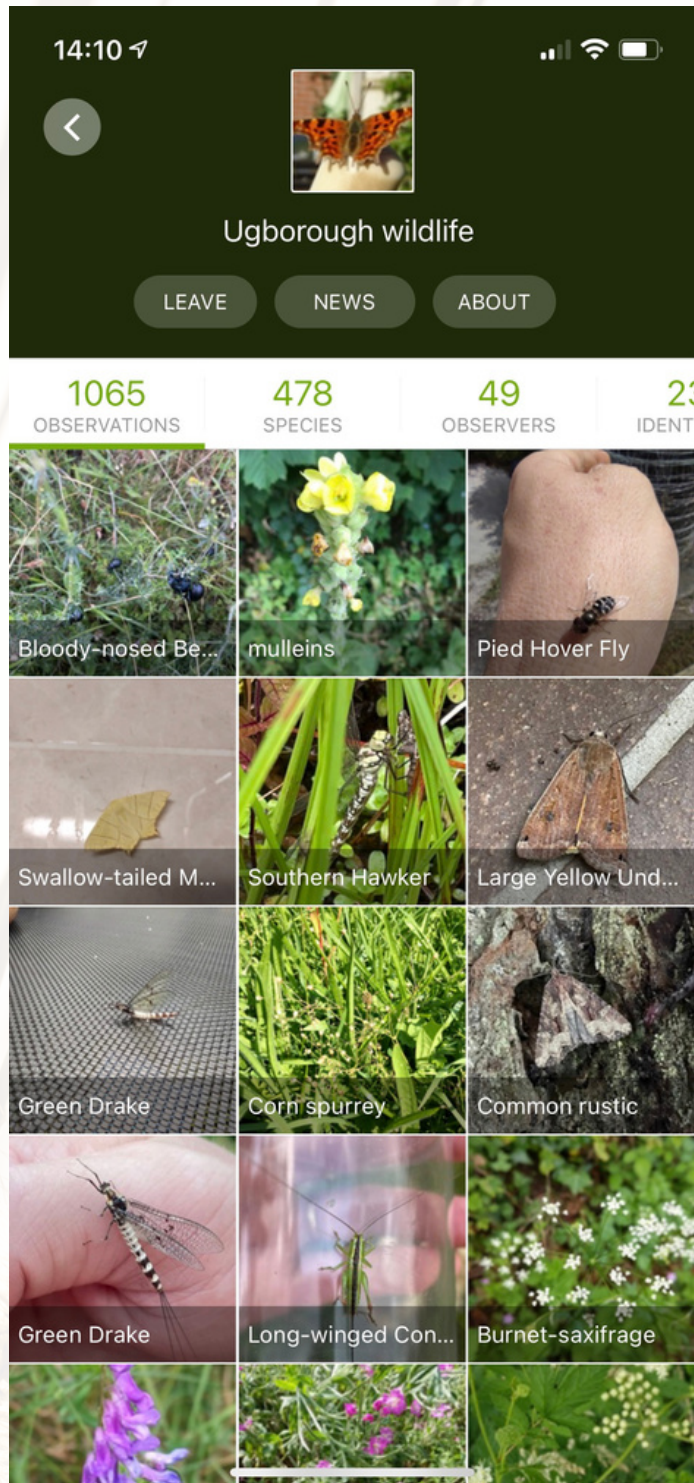 14:10
Ugborough wildlife
LEAVE NEWS ABOUT
1065 478 49 23
OBSERVATIONS SPECIES OBSERVERS IDENT
Bloody-nosed Be... mulleins Pied Hover Fly
Swallow-tailed M... Southern Hawker Large Yellow Und...
Green Drake Corn spurrey Common rustic
Green Drake Long-winged Con... Burnet-saxifrage